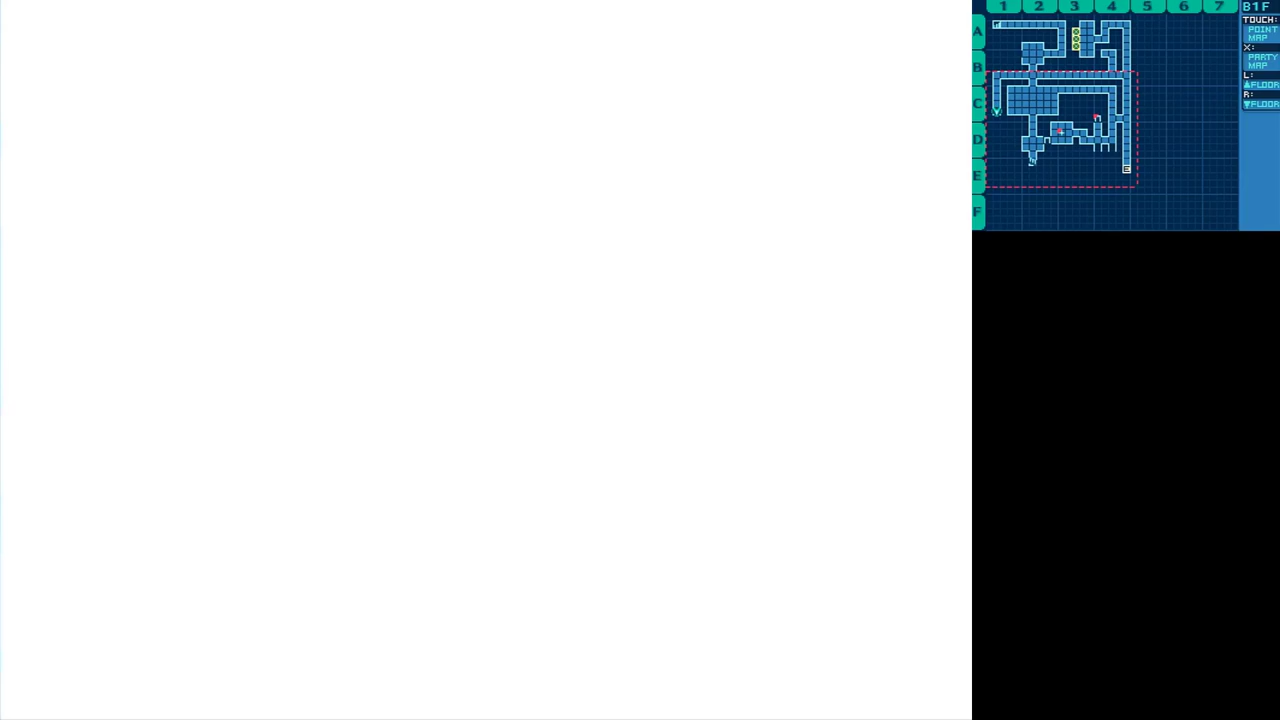 1 2 3 4 5 6 7
B1F
TOUCH:
POINT
MAP
X:
PARTY
MAP
L:
▲FLOOR
R:
▼FLOOR
A
B
C
D
E
F
E